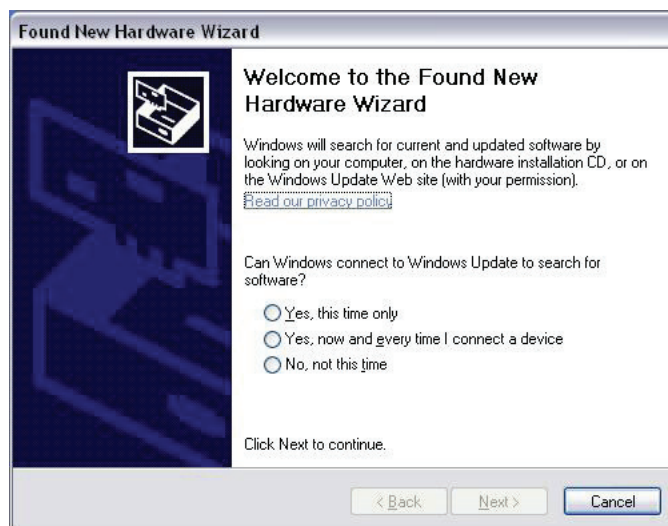 Found New Hardware Wizard
Welcome to the Found New
Hardware Wizard
Windows will search for current and updated software by
looking on your computer, on the hardware installation CD, or on
the Windows Update Web site (with your permission).
Read our privacy policy
Can Windows connect to Windows Update to search for
software?
Yes, this time only
Yes, now and every time I connect a device
No, not this time
Click Next to continue.
< Back
Next >
Cancel